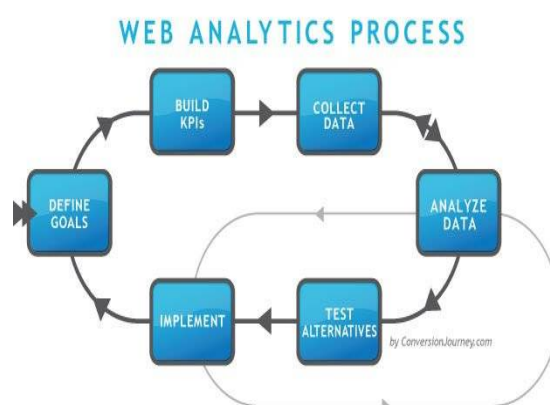 WEB ANALYTICS PROCESS
BUILD
KPIs
COLLECT
DATA
DEFINE
GOALS
ANALYZE
DATA
IMPLEMENT
TEST
ALTERNATIVES
by ConversionJourney.com